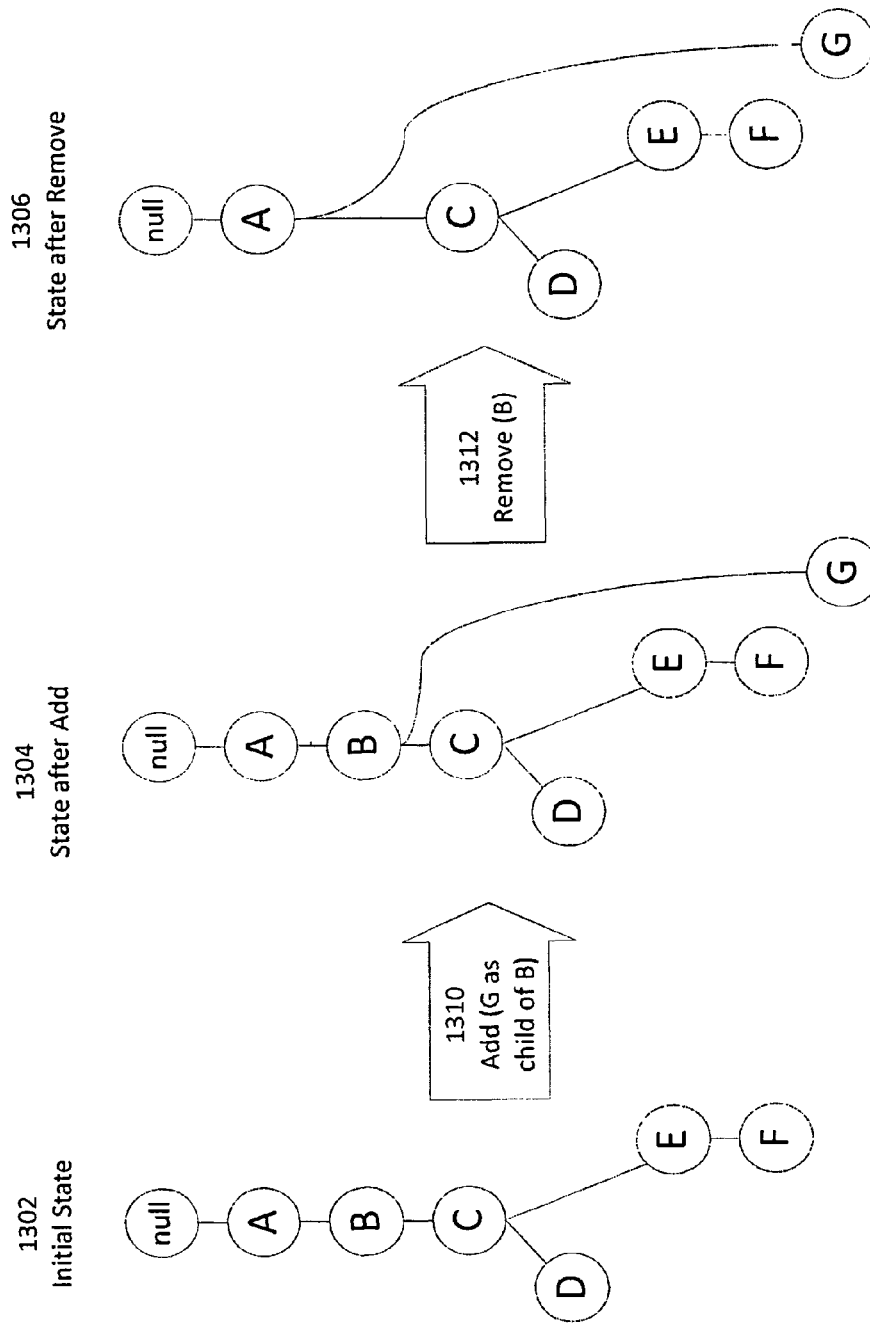 1302
Initial State
null
A
B
C
D
E
F
1310
Add (G as
child of B)
1304
State after Add
null
A
B
C
D
E
F
G
1312
Remove (B)
1306
State after Remove
null
A
C
D
E
F
G